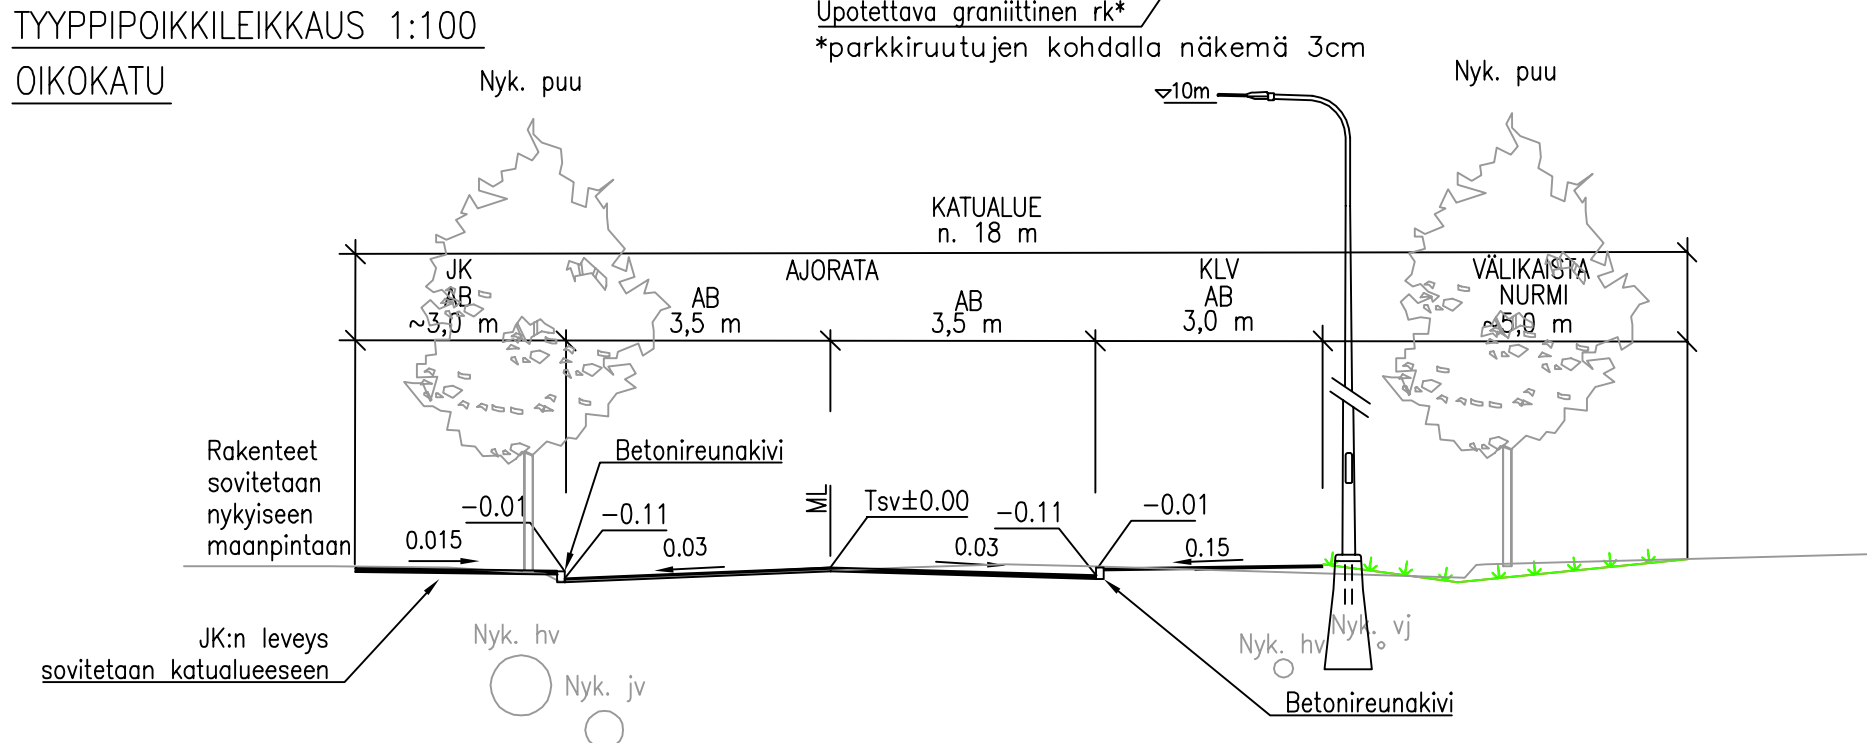 TYYPPIPOIKKILEIKKAUS 1:100
OIKOKATU
Upotettava graniittinen rk*
*parkkiruutujen kohdalla näkemä 3cm
Nyk. puu
Nyk. puu
10m
KATUALUE
n. 18 m
JK
AB
~3,0 m
AJORATA
AB
3,5 m
AB
3,5 m
KLV
AB
3,0 m
VÄLIKAISTA
NURMI
~5,0 m
Rakenteet
sovitetaan
nykyiseen
maanpintaan
Betonireunakivi
-0.01
-0.11
ML
Tsv±0.00
-0.11
-0.01
0.015
0.03
0.03
0.15
JK:n leveys
sovitetaan katualueeseen
Nyk. hv
Nyk. jv
Nyk. hv
Nyk. vj
Betonireunakivi